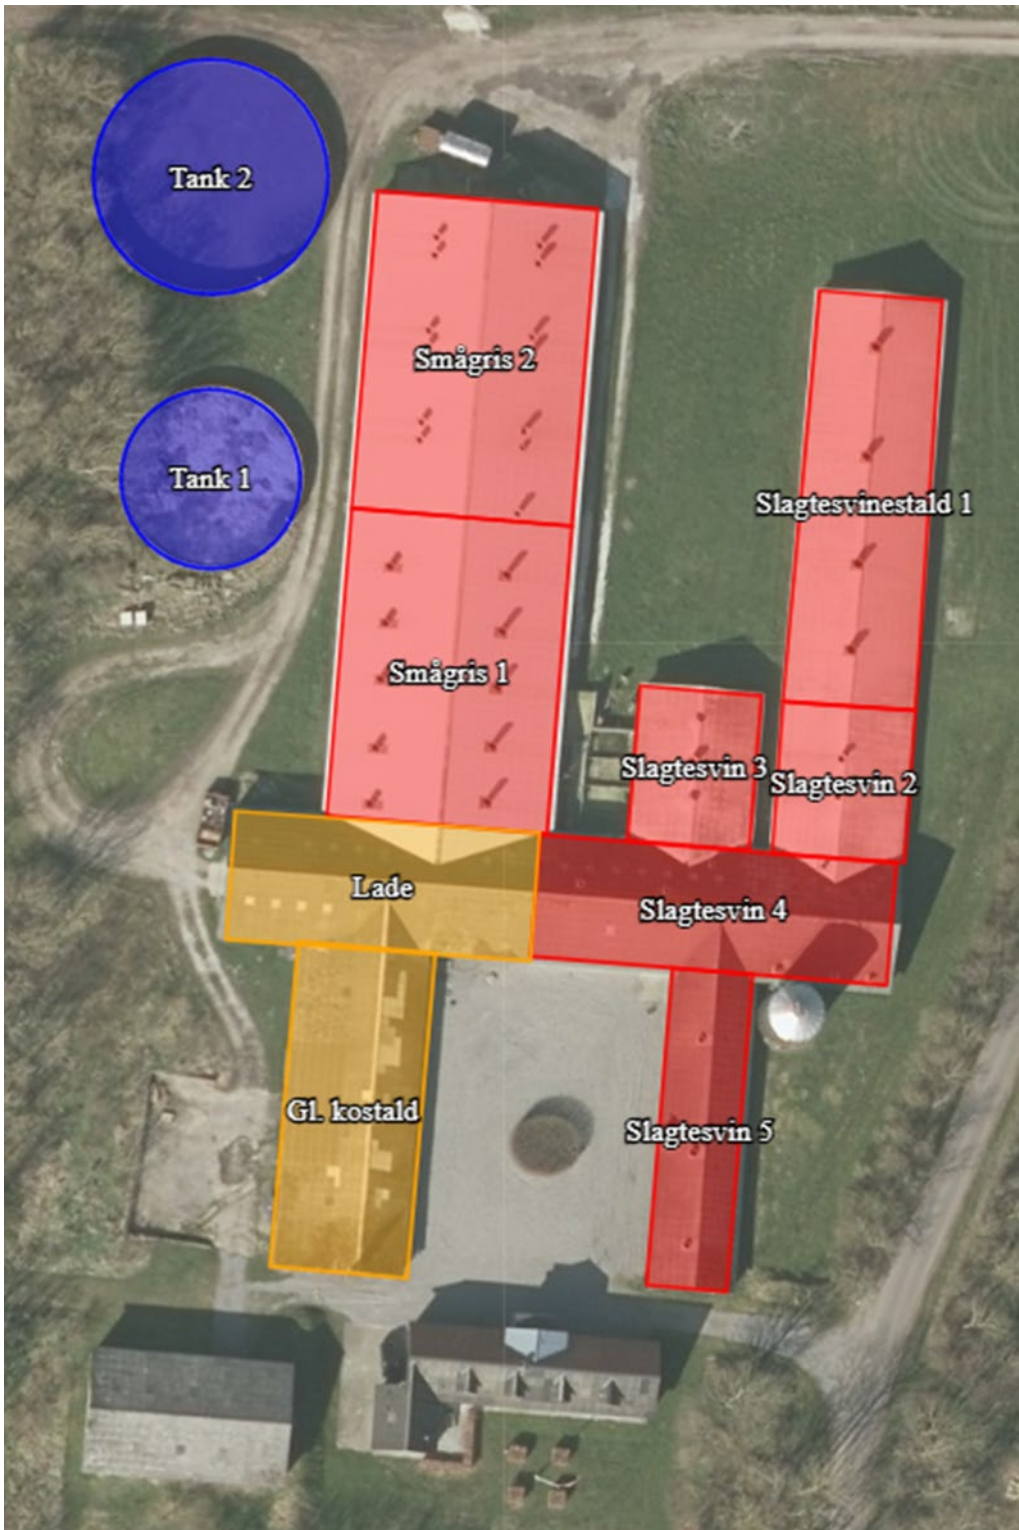 Tank 2
Smågris 2
Tank 1
Slagtesvinestald 1
Smågris 1
Slagtesvin 3
Slagtesvin 2
Lade
Slagtesvin 4
Gl. kostald
Slagtesvin 5